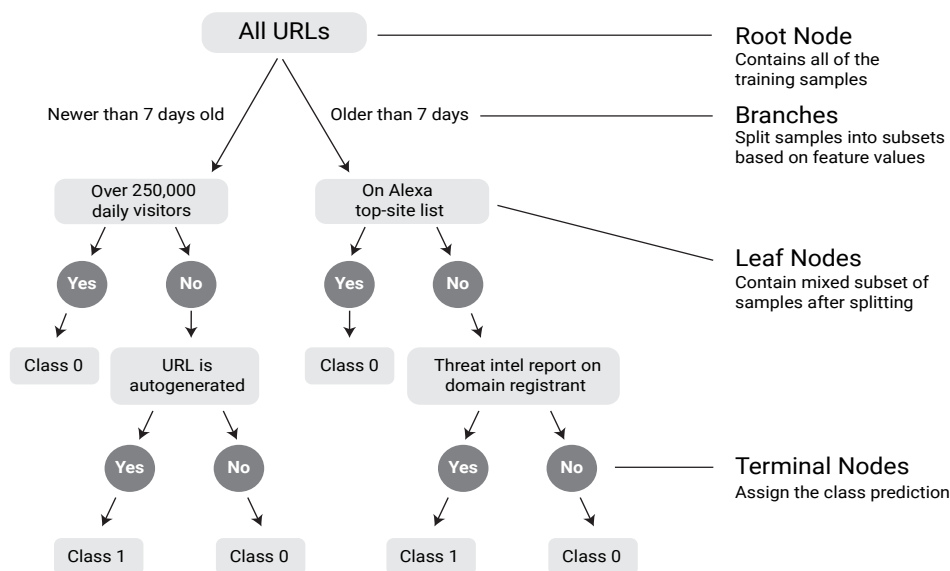 All URLs
Root Node
Contains all of the
training samples
Newer than 7 days old
Older than 7 days
Branches
Split samples into subsets
based on feature values
Over 250,000
daily visitors
On Alexa
top-site list
Leaf Nodes
Contain mixed subset of
samples after splitting
Yes
No
Yes
No
Class 0
URL is
autogenerated
Class 0
Threat intel report on
domain registrant
Yes
No
Yes
No
Terminal Nodes
Assign the class prediction
Class 1
Class 0
Class 1
Class 0